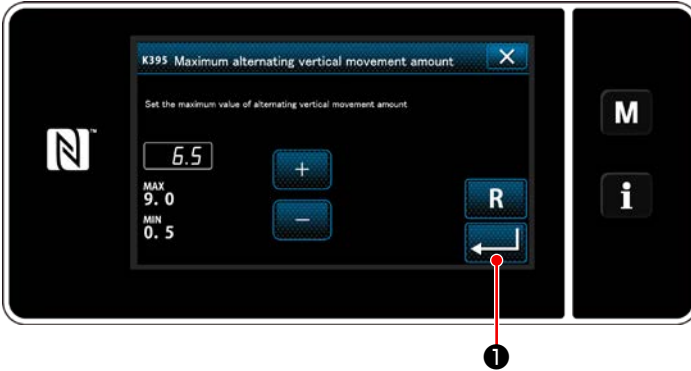 K395 Maximum alternating vertical movement amount
Set the maximum value of alternating vertical movement amount
6.5
MAX
9.0
MIN
0.5
R
M
i
N™
❶